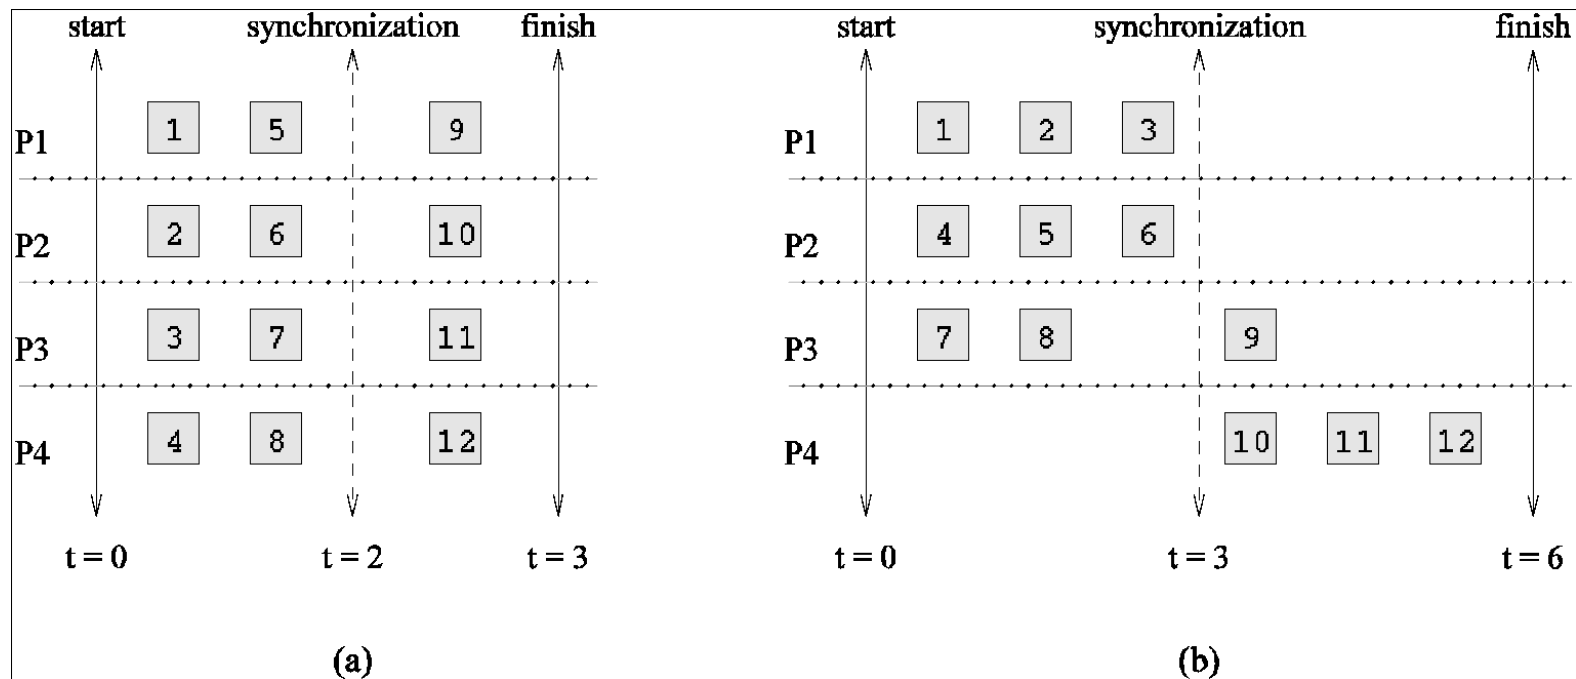 start synchronization finish
P1 1 5 9
P2 2 6 10
P3 3 7 11
P4 4 8 12
t = 0 t = 2 t = 3
(a)
start synchronization finish
P1 1 2 3
P2 4 5 6
P3 7 8 9
P4 10 11 12
t = 0 t = 3 t = 6
(b)